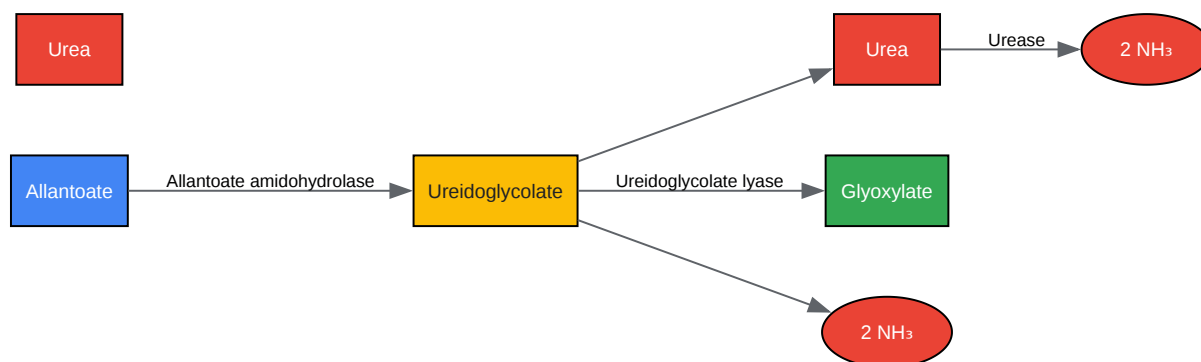 Urea
Urea
Urease
2 NH₃
Allantoate
Allantoate amidohydrolase
Ureidoglycolate
Ureidoglycolate lyase
Glyoxylate
2 NH₃